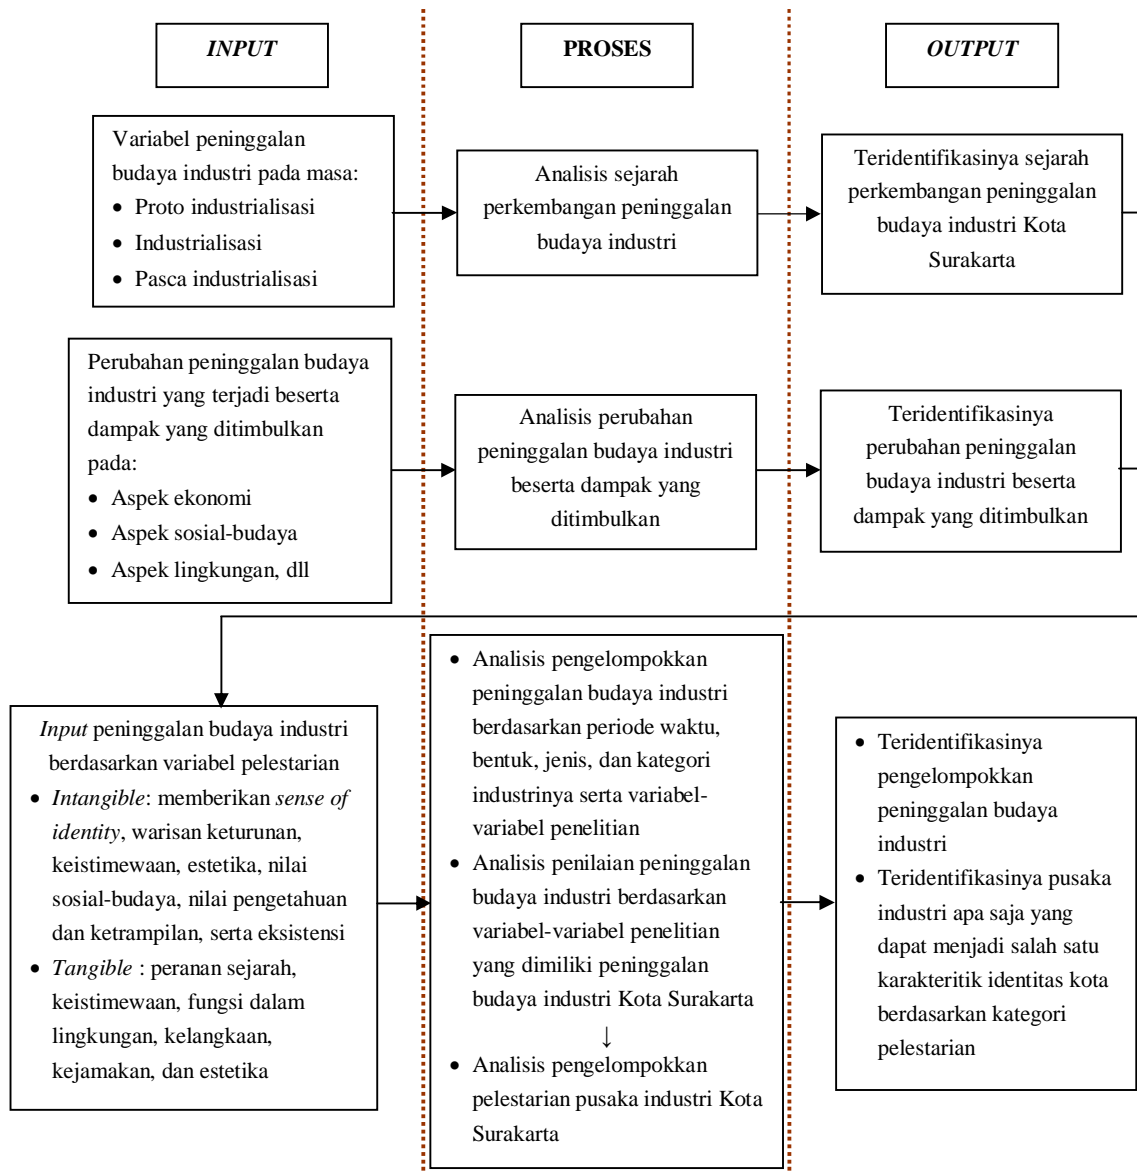 INPUT
PROSES
OUTPUT
Variabel peninggalan
budaya industri pada masa:
• Proto industrialisasi
• Industrialisasi
• Pasca industrialisasi
Analisis sejarah
perkembangan peninggalan
budaya industri
Teridentifikasinya sejarah
perkembangan peninggalan
budaya industri Kota
Surakarta
Perubahan peninggalan budaya
industri yang terjadi beserta
dampak yang ditimbulkan
pada:
• Aspek ekonomi
• Aspek sosial-budaya
• Aspek lingkungan, dll
Analisis perubahan
peninggalan budaya industri
beserta dampak yang
ditimbulkan
Teridentifikasinya
perubahan peninggalan
budaya industri beserta
dampak yang ditimbulkan
Input peninggalan budaya industri
berdasarkan variabel pelestarian
• Intangible: memberikan sense of
identity, warisan keturunan,
keistimewaan, estetika, nilai
sosial-budaya, nilai pengetahuan
dan ketrampilan, serta eksistensi
• Tangible : peranan sejarah,
keistimewaan, fungsi dalam
lingkungan, kelangkaan,
kejamakan, dan estetika
• Analisis pengelompokkan
peninggalan budaya industri
berdasarkan periode waktu,
bentuk, jenis, dan kategori
industrinya serta variabel-
variabel penelitian
• Analisis penilaian peninggalan
budaya industri berdasarkan
variabel-variabel penelitian
yang dimiliki peninggalan
budaya industri Kota Surakarta
↓
• Analisis pengelompokkan
pelestarian pusaka industri Kota
Surakarta
• Teridentifikasinya
pengelompokkan
peninggalan budaya
industri
• Teridentifikasinya pusaka
industri apa saja yang
dapat menjadi salah satu
karakteritik identitas kota
berdasarkan kategori
pelestarian